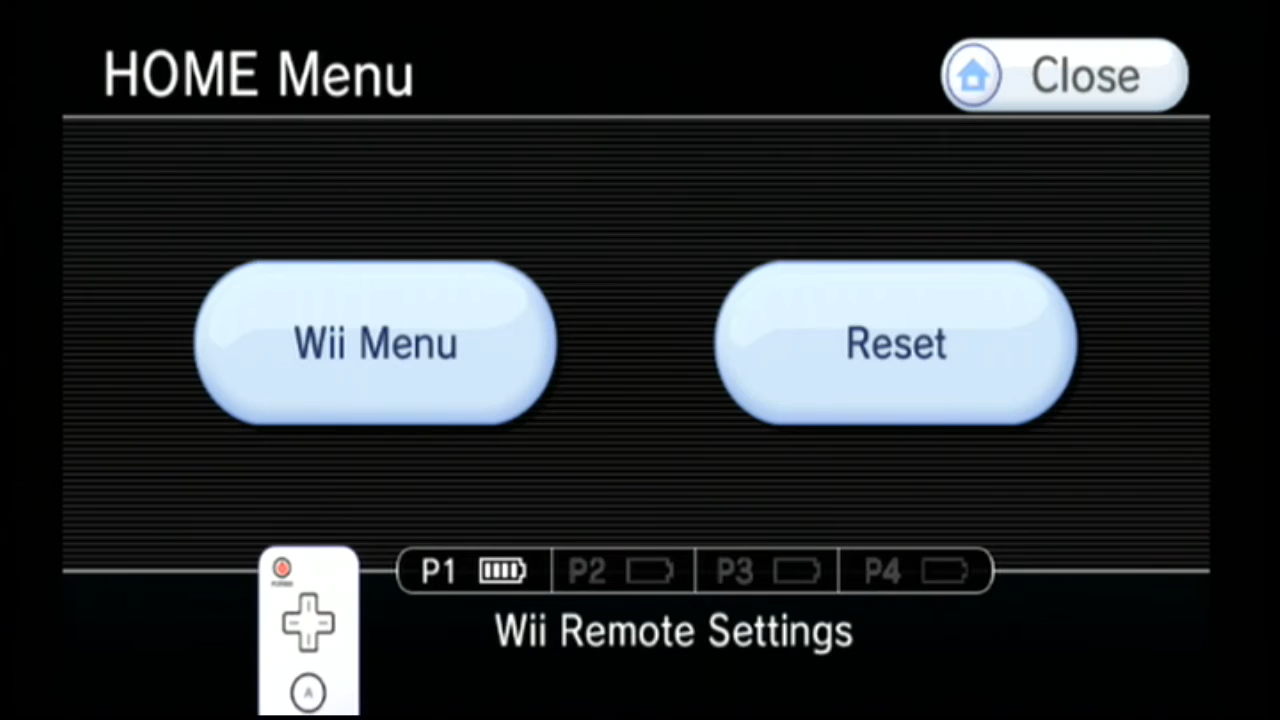 HOME Menu
Close
Wii Menu
Reset
P1
P2
P3
P4
Wii Remote Settings
A